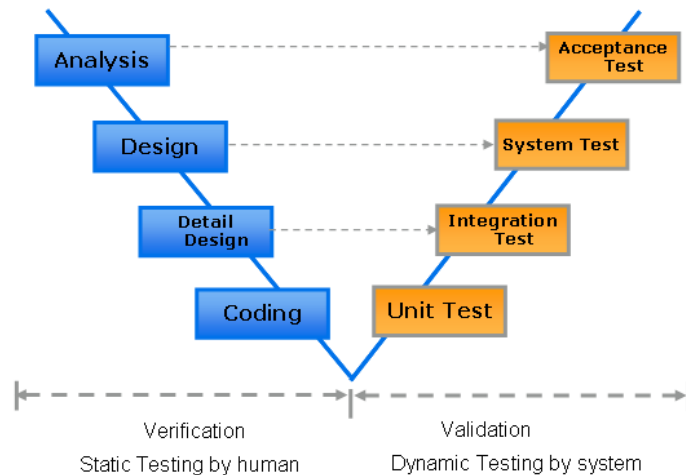 Analysis
Acceptance
Test
Design
System Test
Detail
Design
Integration
Test
Coding
Unit Test
Verification
Validation
Static Testing by human
Dynamic Testing by system